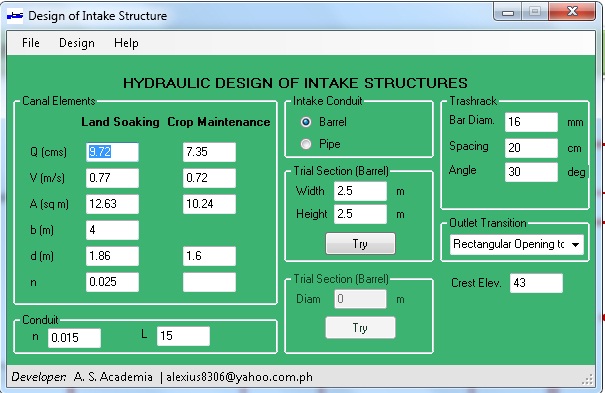 Design of Intake Structure
File Design Help
HYDRAULIC DESIGN OF INTAKE STRUCTURES
Canal Elements
Land Soaking Crop Maintenance
Q (cms) 9.72 7.35
V (m/s) 0.77 0.72
A (sq m) 12.63 10.24
b (m) 4
d (m) 1.86 1.6
n 0.025
Conduit
n 0.015 L 15
Intake Conduit
Barrel
Pipe
Trial Section (Barrel)
Width 2.5 m
Height 2.5 m
Try
Trial Section (Barrel)
Diam 0 m
Try
Trashrack
Bar Diam. 16 mm
Spacing 20 cm
Angle 30 deg
Outlet Transition
Rectangular Opening to
Crest Elev. 43
Developer: A. S. Academia | alexius8306@yahoo.com.ph